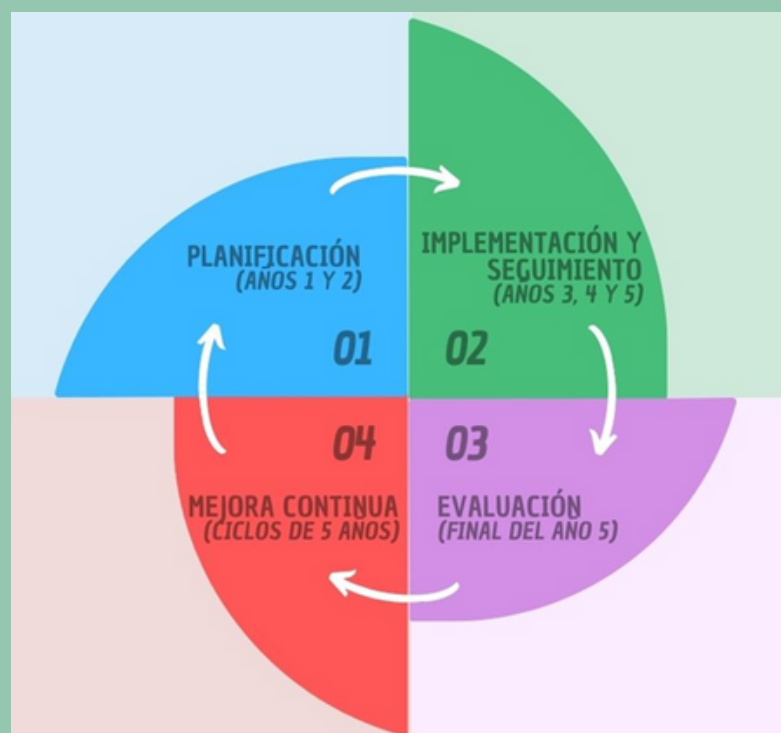 PLANIFICACIÓN
(AÑOS 1 Y 2)
01
IMPLEMENTACIÓN Y
SEGUIMIENTO
(AÑOS 3, 4 Y 5)
02
03
EVALUACIÓN
(FINAL DEL AÑO 5)
04
MEJORA CONTINUA
(CICLOS DE 5 AÑOS)